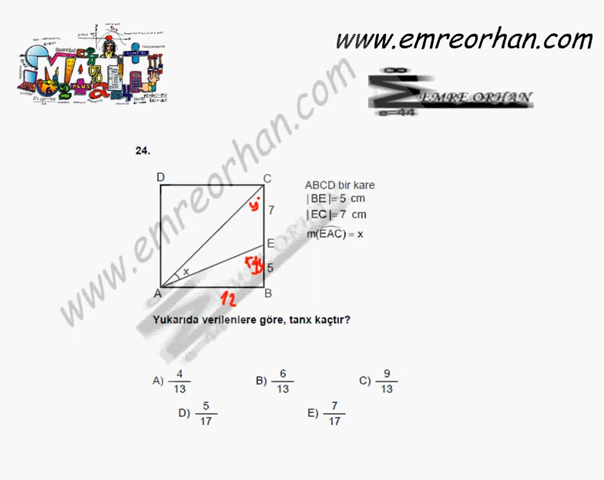 www.emreorhan.com
EMRE ORHAN
e=44
www.emreorhan.com
24.
D
C
y
7
E
x
5
A
12
B
ABCD bir kare
|BE|= 5 cm
|EC|= 7 cm
m(EAC) = x
Yukarıda verilenlere göre, tanx kaçtır?
A) 4/13
B) 6/13
C) 9/13
D) 5/17
E) 7/17